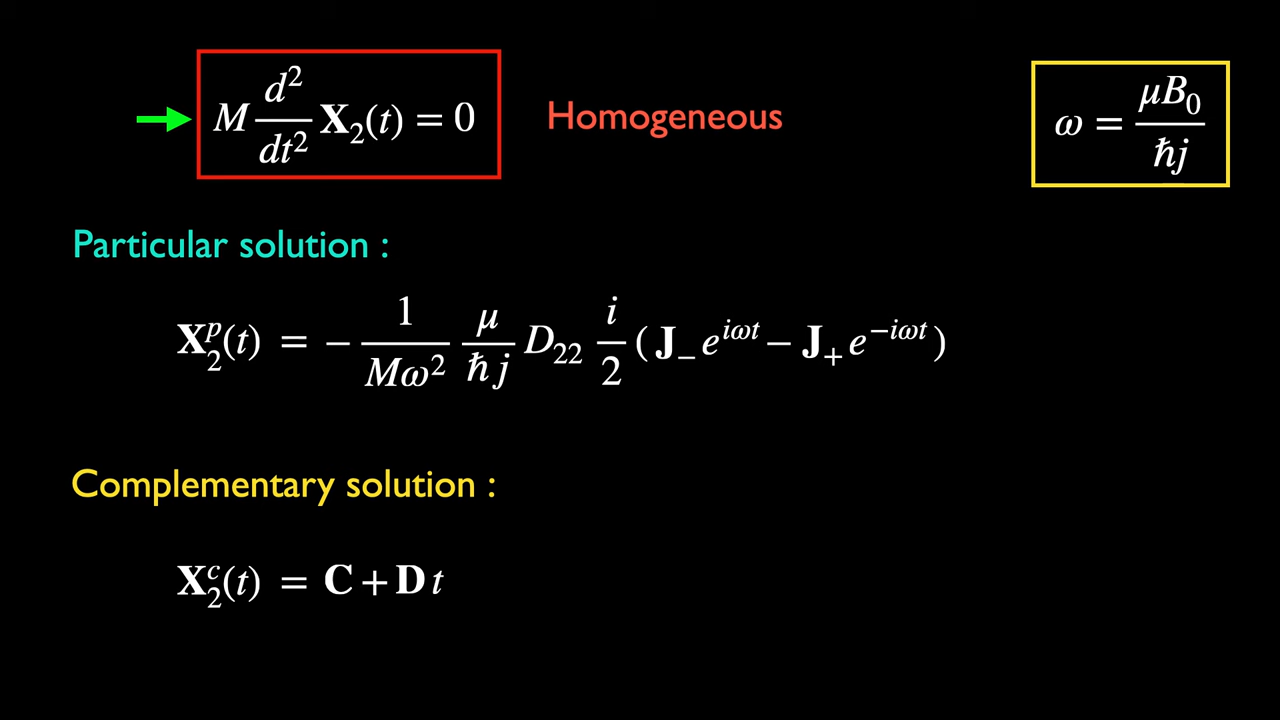 M d²/dt² X₂(t) = 0 Homogeneous ω = μB₀/ħj
Particular solution :
X₂ᵖ(t) = − 1/Mω² μ/ħj D₂₂ i/2 ( J₋ e^{iωt} − J₊ e^{−iωt} )
Complementary solution :
X₂ᶜ(t) = C + D t